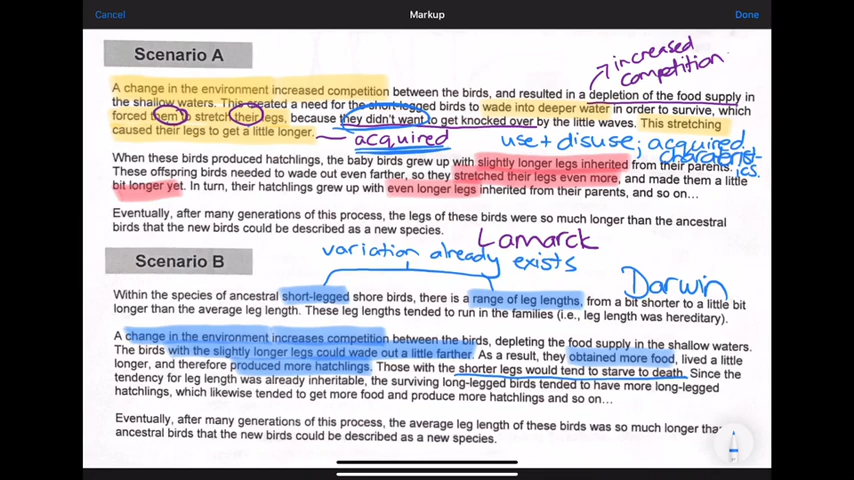 Cancel
Markup
Done
Scenario A
increased
competition
A change in the environment increased competition between the birds, and resulted in a depletion of the food supply in
the shallow waters. This created a need for the short-legged birds to wade into deeper water in order to survive, which
forced them to stretch their legs, because they didn't want to get knocked over by the little waves. This stretching
caused their legs to get a little longer.
acquired
use + disuse; acquired
characterist-
ics.
When these birds produced hatchlings, the baby birds grew up with slightly longer legs inherited from their parents.
These offspring birds needed to wade out even farther, so they stretched their legs even more, and made them a little
bit longer yet. In turn, their hatchlings grew up with even longer legs inherited from their parents, and so on…
Eventually, after many generations of this process, the legs of these birds were so much longer than the ancestral
birds that the new birds could be described as a new species.
Lamarck
Scenario B
variation already exists
Darwin
Within the species of ancestral short-legged shore birds, there is a range of leg lengths, from a bit shorter to a little bit
longer than the average leg length. These leg lengths tended to run in the families (i.e., leg length was hereditary).
A change in the environment increases competition between the birds, depleting the food supply in the shallow waters.
The birds with the slightly longer legs could wade out a little farther. As a result, they obtained more food, lived a little
longer, and therefore produced more hatchlings. Those with the shorter legs would tend to starve to death. Since the
tendency for leg length was already inheritable, the surviving long-legged birds tended to have more long-legged
hatchlings, which likewise tended to get more food and produce more hatchlings and so on…
Eventually, after many generations of this process, the average leg length of these birds was so much longer tha
ancestral birds that the new birds could be described as a new species.